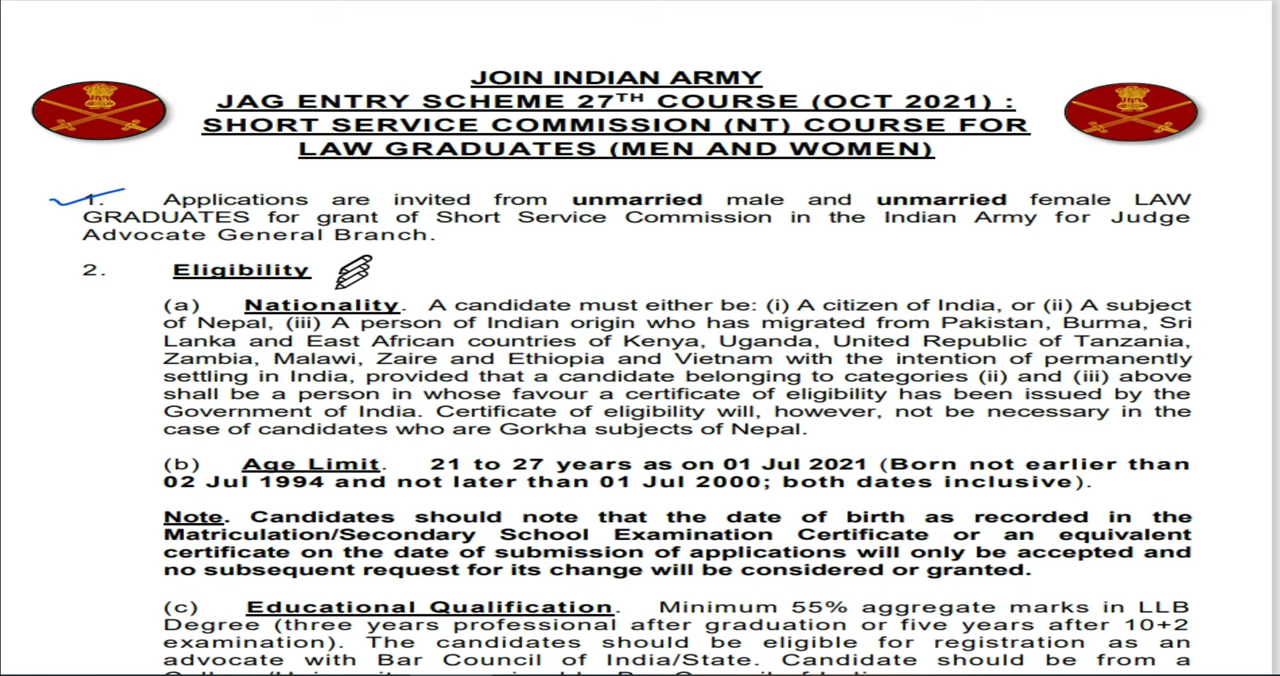 JOIN INDIAN ARMY
JAG ENTRY SCHEME 27TH COURSE (OCT 2021) :
SHORT SERVICE COMMISSION (NT) COURSE FOR
LAW GRADUATES (MEN AND WOMEN)
1. Applications are invited from unmarried male and unmarried female LAW
GRADUATES for grant of Short Service Commission in the Indian Army for Judge
Advocate General Branch.
2. Eligibility
(a) Nationality. A candidate must either be: (i) A citizen of India, or (ii) A subject
of Nepal, (iii) A person of Indian origin who has migrated from Pakistan, Burma, Sri
Lanka and East African countries of Kenya, Uganda, United Republic of Tanzania,
Zambia, Malawi, Zaire and Ethiopia and Vietnam with the intention of permanently
settling in India, provided that a candidate belonging to categories (ii) and (iii) above
shall be a person in whose favour a certificate of eligibility has been issued by the
Government of India. Certificate of eligibility will, however, not be necessary in the
case of candidates who are Gorkha subjects of Nepal.
(b) Age Limit. 21 to 27 years as on 01 Jul 2021 (Born not earlier than
02 Jul 1994 and not later than 01 Jul 2000; both dates inclusive).
Note. Candidates should note that the date of birth as recorded in the
Matriculation/Secondary School Examination Certificate or an equivalent
certificate on the date of submission of applications will only be accepted and
no subsequent request for its change will be considered or granted.
(c) Educational Qualification. Minimum 55% aggregate marks in LLB
Degree (three years professional after graduation or five years after 10+2
examination). The candidates should be eligible for registration as an
advocate with Bar Council of India/State. Candidate should be from a